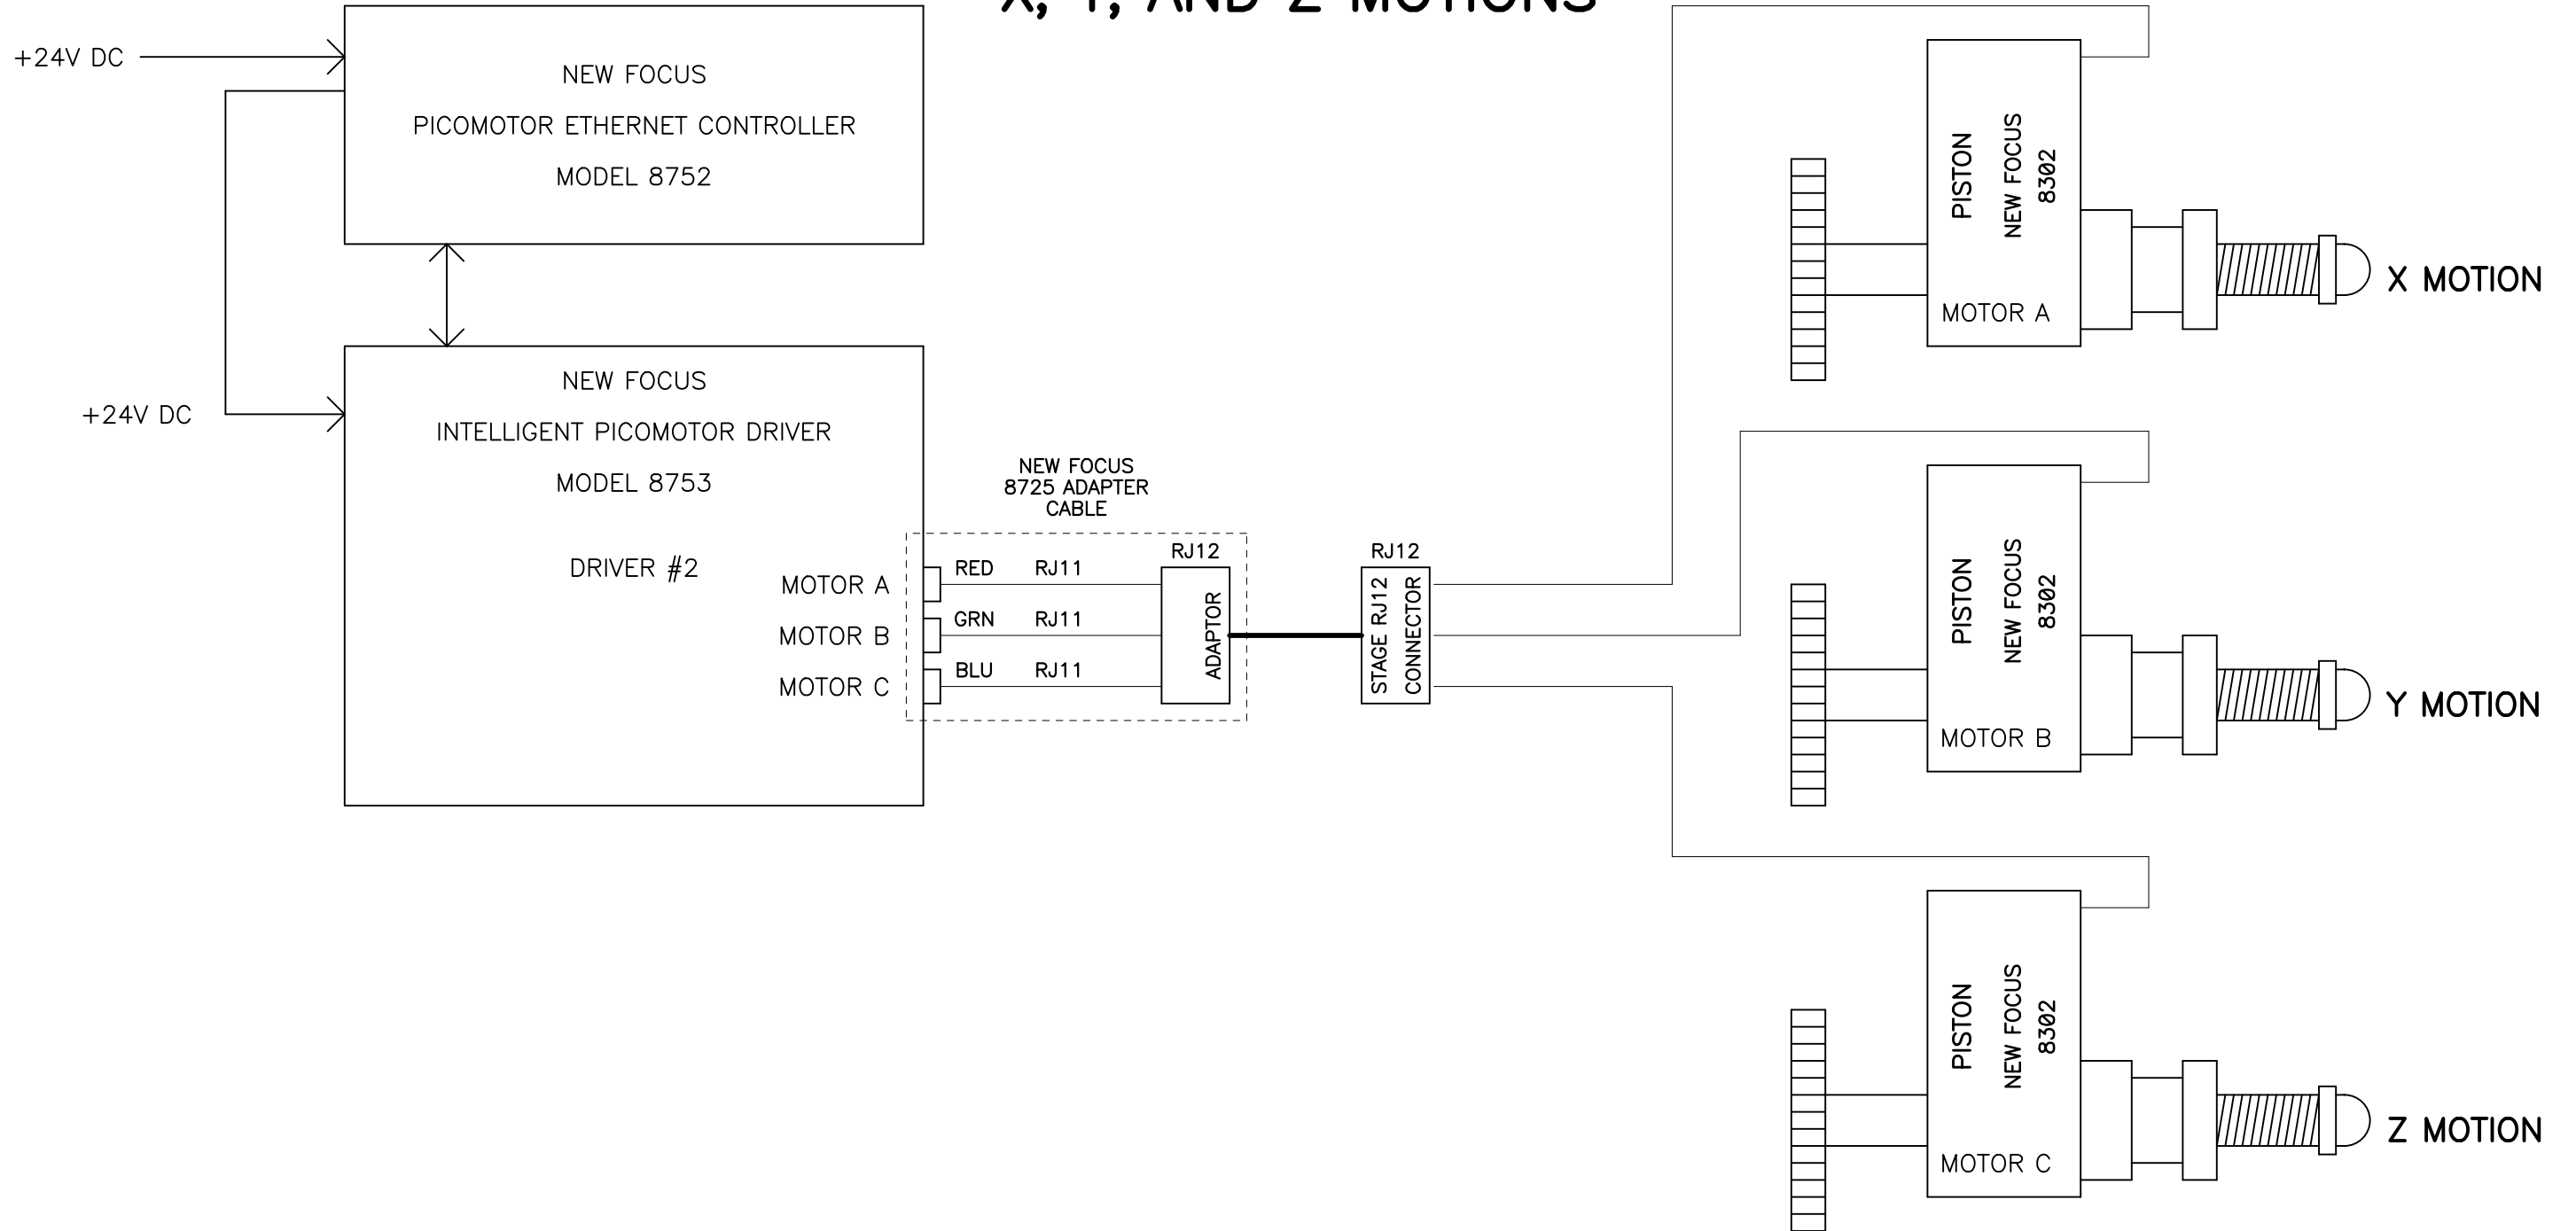 X, Y, AND Z MOTIONS
+24V DC
NEW FOCUS
PICOMOTOR ETHERNET CONTROLLER
MODEL 8752
+24V DC
NEW FOCUS
INTELLIGENT PICOMOTOR DRIVER
MODEL 8753
DRIVER #2
MOTOR A
MOTOR B
MOTOR C
NEW FOCUS
8725 ADAPTER
CABLE
RED RJ11
GRN RJ11
BLU RJ11
RJ12
ADAPTOR
RJ12
STAGE RJ12
CONNECTOR
PISTON
NEW FOCUS
8302
MOTOR A
X MOTION
PISTON
NEW FOCUS
8302
MOTOR B
Y MOTION
PISTON
NEW FOCUS
8302
MOTOR C
Z MOTION